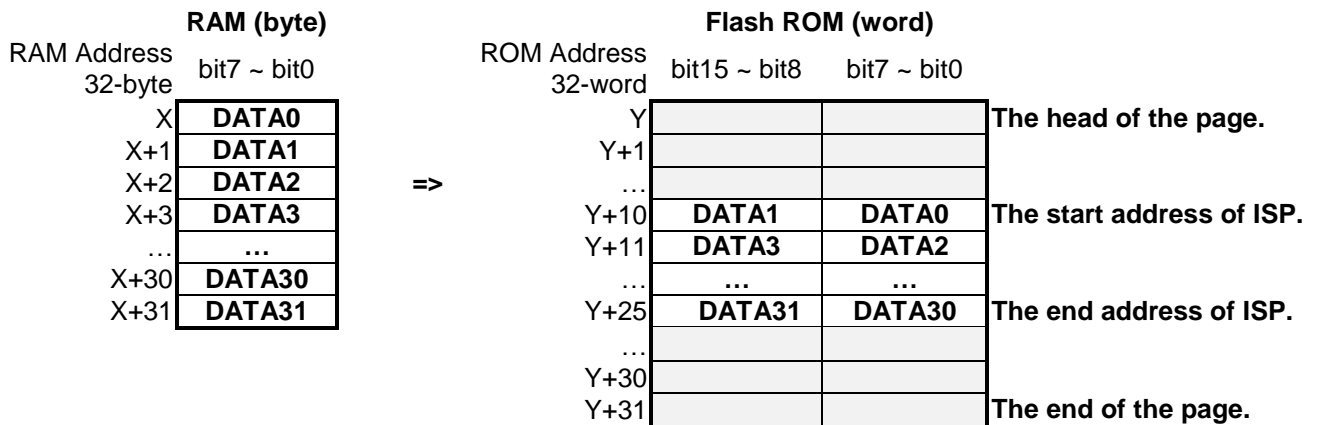 RAM (byte) Flash ROM (word)
RAM Address 32-byte bit7 ~ bit0 ROM Address 32-word bit15 ~ bit8 bit7 ~ bit0
X DATA0 Y The head of the page.
X+1 DATA1 Y+1
X+2 DATA2 => …
X+3 DATA3 Y+10 DATA1 DATA0 The start address of ISP.
… … Y+11 DATA3 DATA2
X+30 DATA30 … … …
X+31 DATA31 Y+25 DATA31 DATA30 The end address of ISP.
…
Y+30
Y+31 The end of the page.